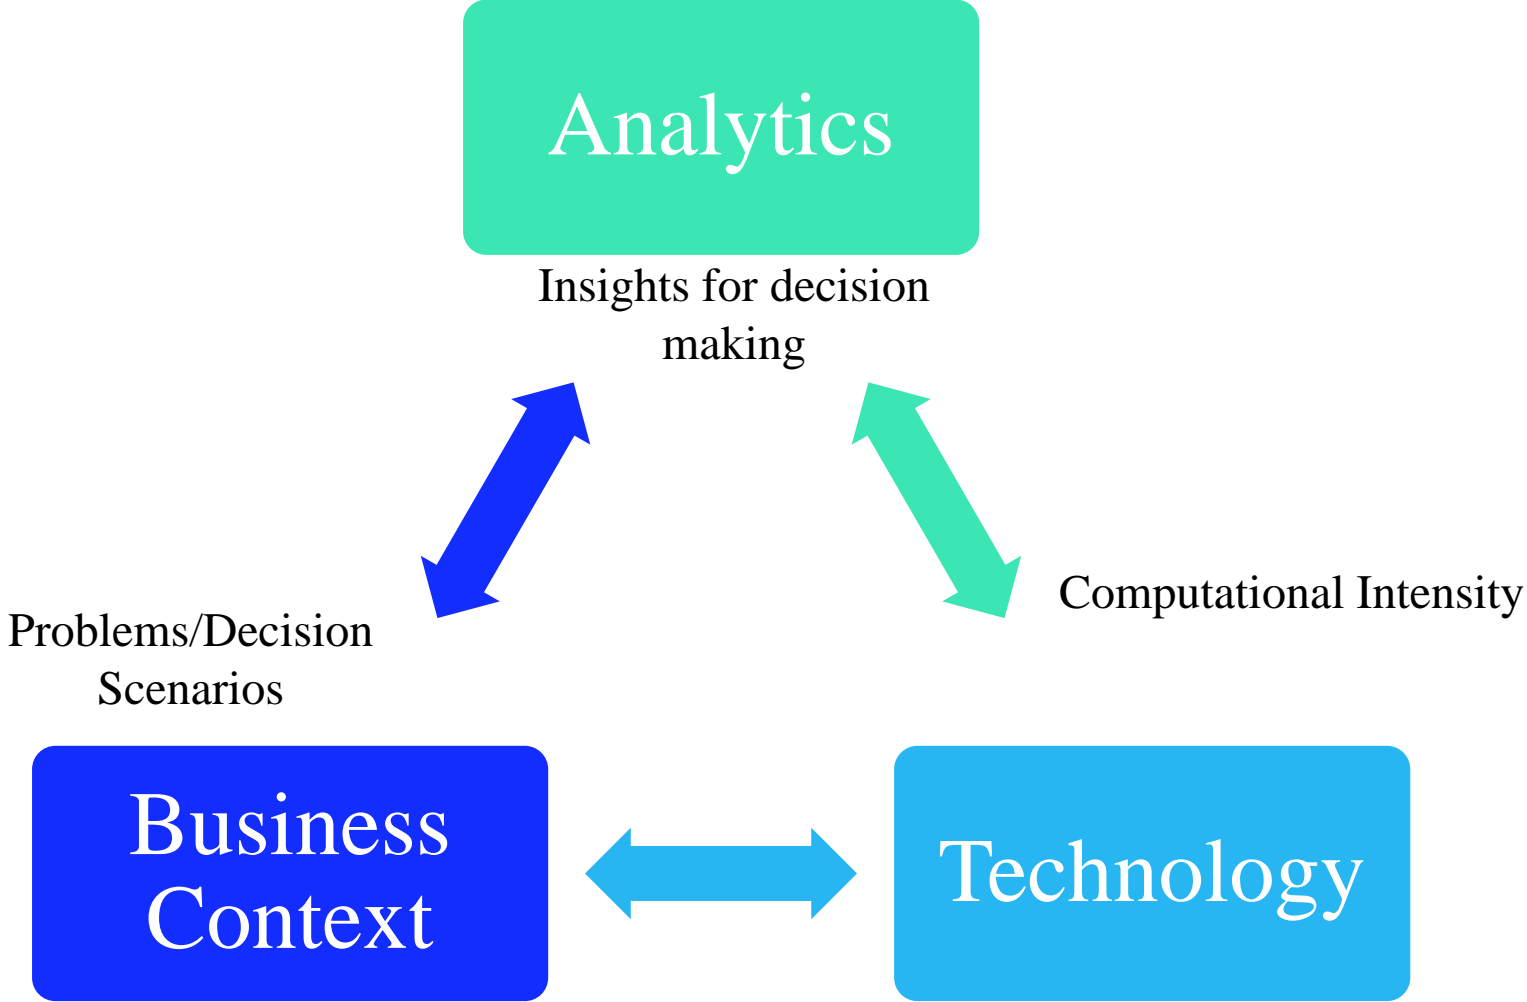 Analytics
Insights for decision
making
Computational Intensity
Problems/Decision
Scenarios
Business
Context
Technology